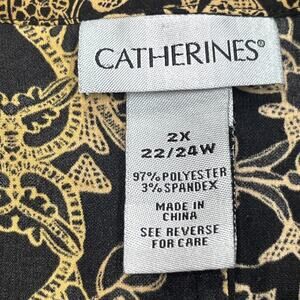 CATHERINES®
2X
22/24W
97% POLYESTER
3% SPANDEX
MADE IN
CHINA
SEE REVERSE
FOR CARE